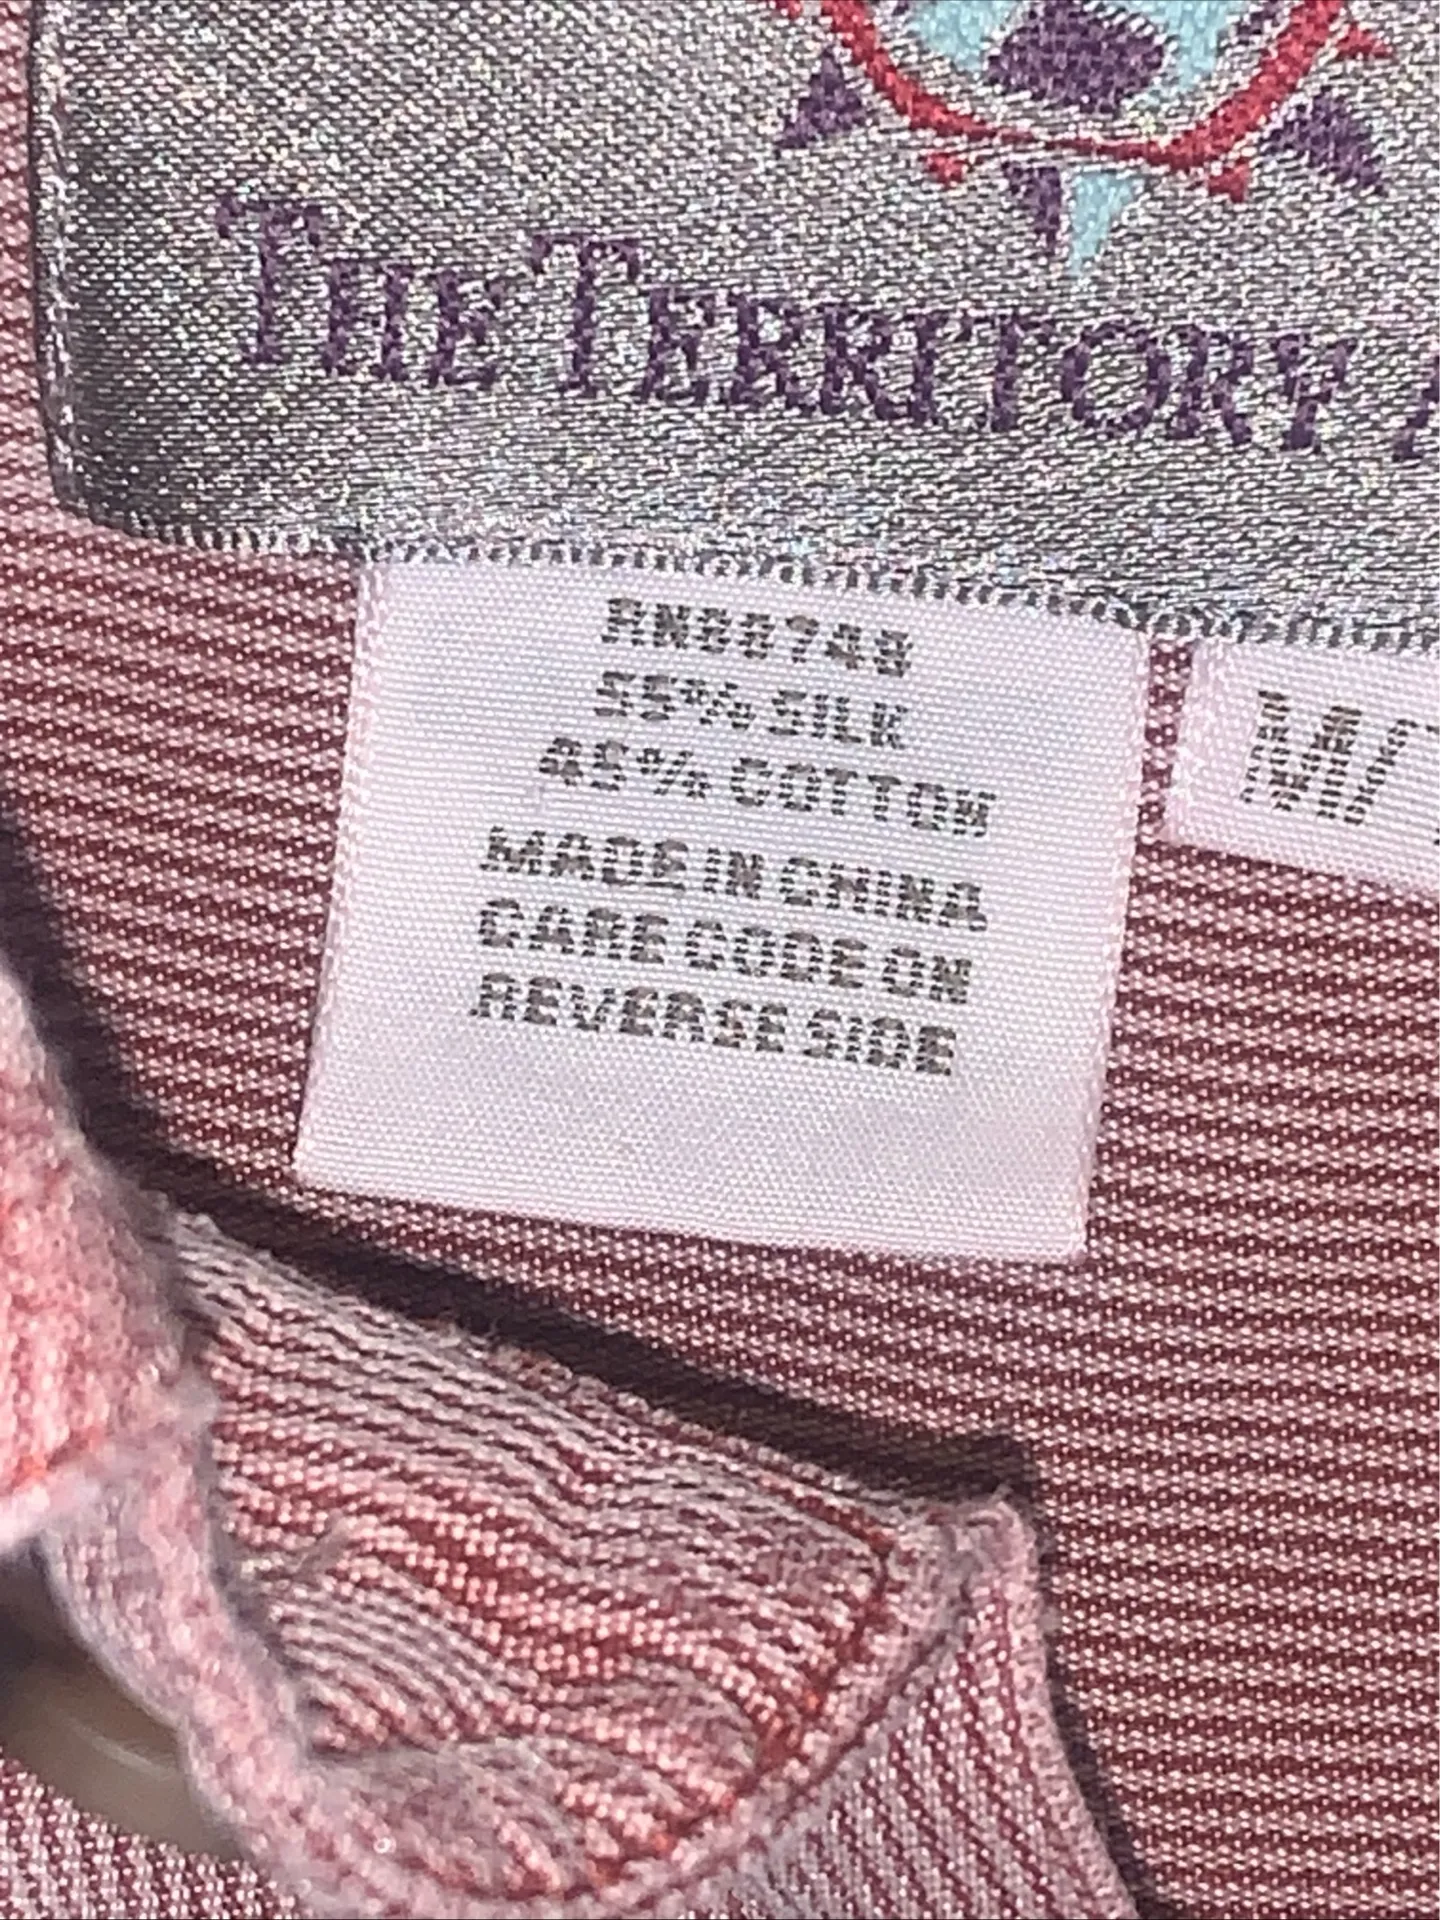 THE TERRITORY
RN88748
55% SILK
45% COTTON
MADE IN CHINA
CARE CODE ON
REVERSE SIDE
M/